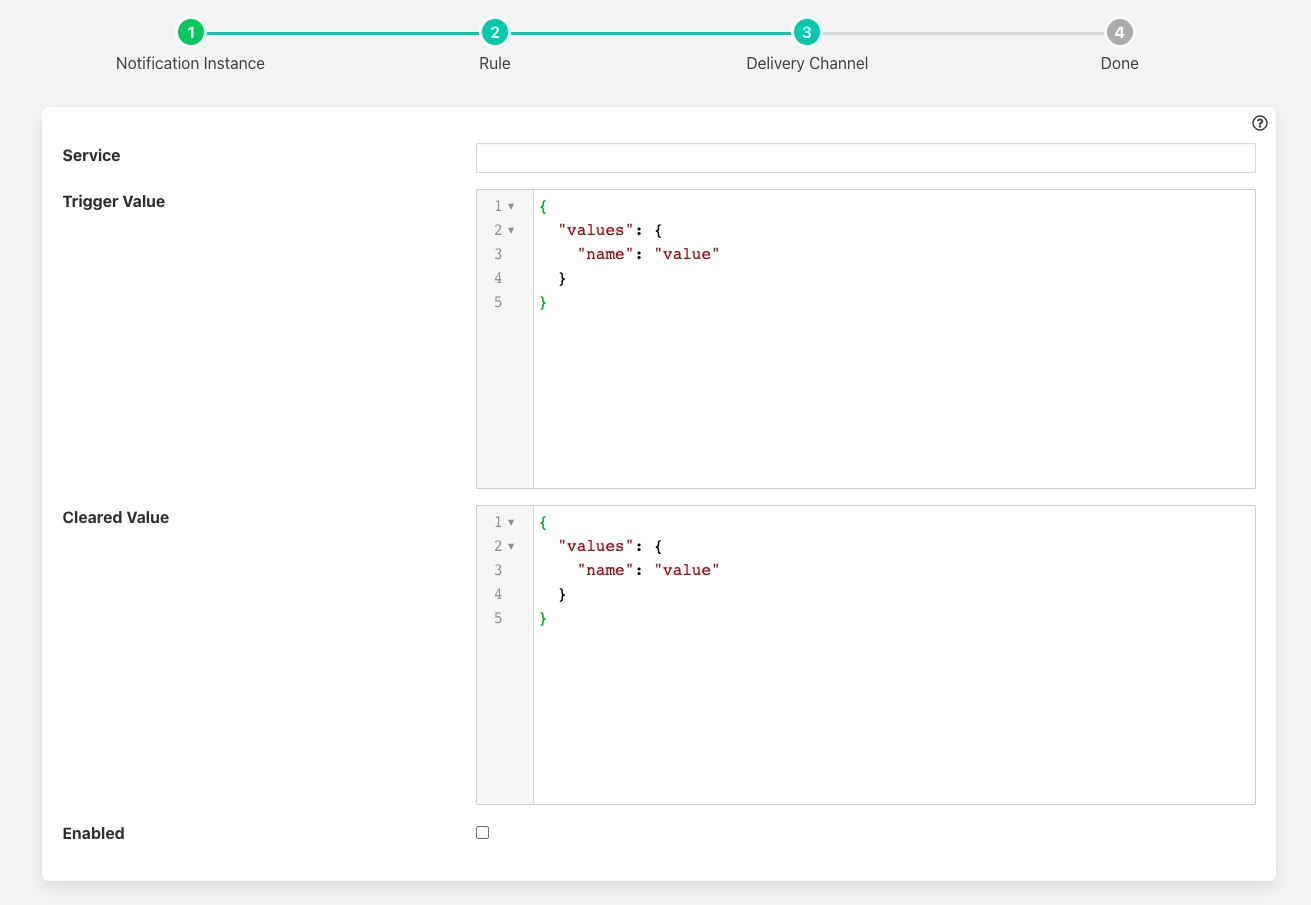 1 2 3 4
Notification Instance Rule Delivery Channel Done
Service
Trigger Value
1 {
2   "values": {
3     "name": "value"
4   }
5 }
Cleared Value
1 {
2   "values": {
3     "name": "value"
4   }
5 }
Enabled